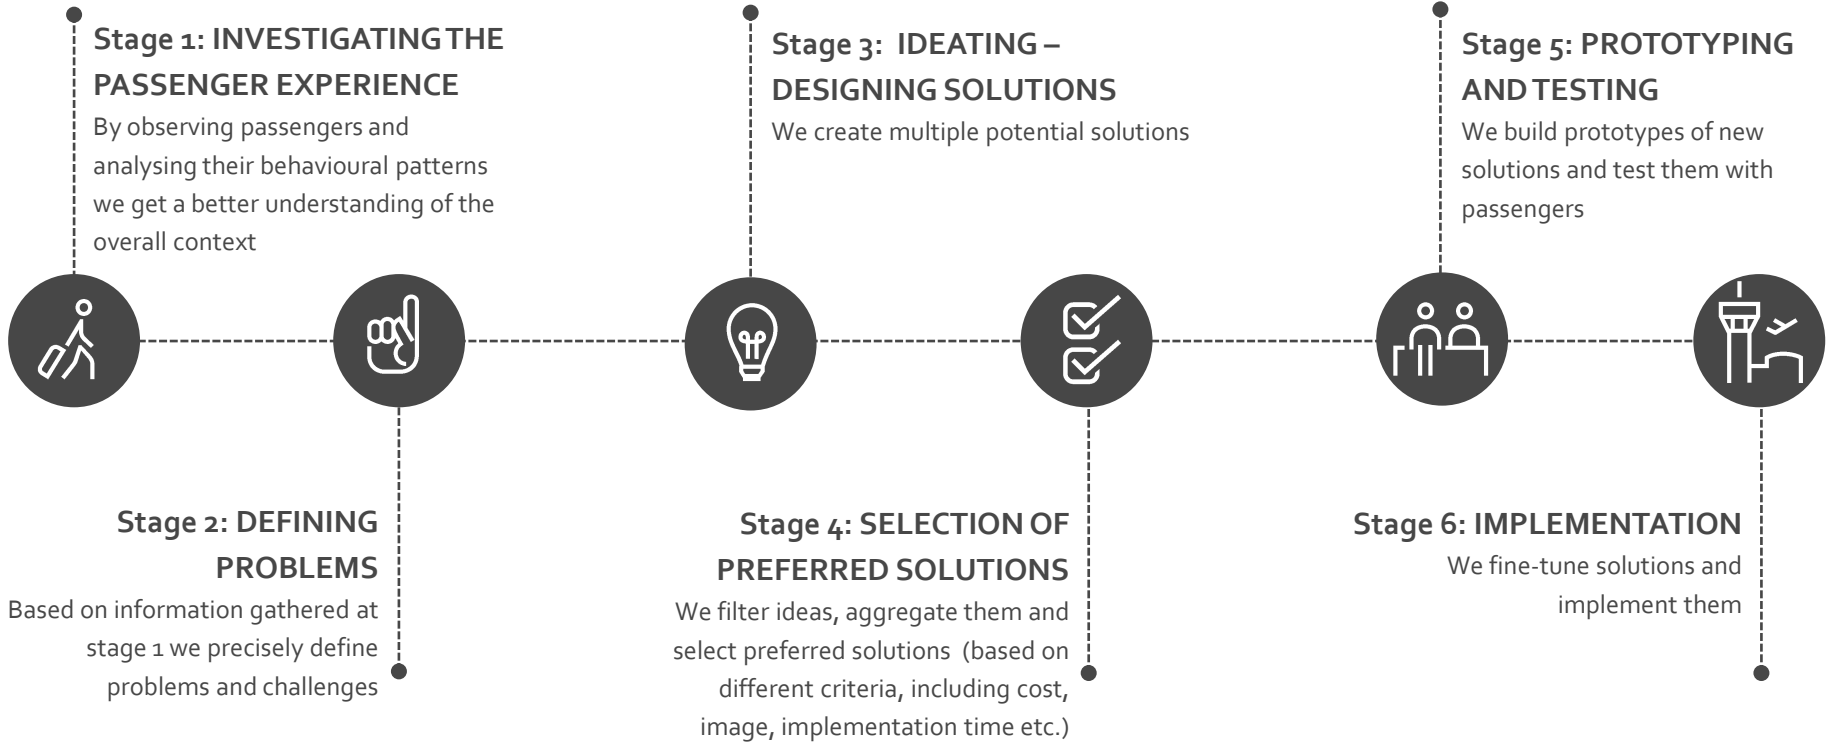 Stage 1: INVESTIGATING THE
PASSENGER EXPERIENCE
By observing passengers and
analysing their behavioural patterns
we get a better understanding of the
overall context
Stage 2: DEFINING
PROBLEMS
Based on information gathered at
stage 1 we precisely define
problems and challenges
Stage 3: IDEATING –
DESIGNING SOLUTIONS
We create multiple potential solutions
Stage 4: SELECTION OF
PREFERRED SOLUTIONS
We filter ideas, aggregate them and
select preferred solutions (based on
different criteria, including cost,
image, implementation time etc.)
Stage 5: PROTOTYPING
AND TESTING
We build prototypes of new
solutions and test them with
passengers
Stage 6: IMPLEMENTATION
We fine-tune solutions and
implement them